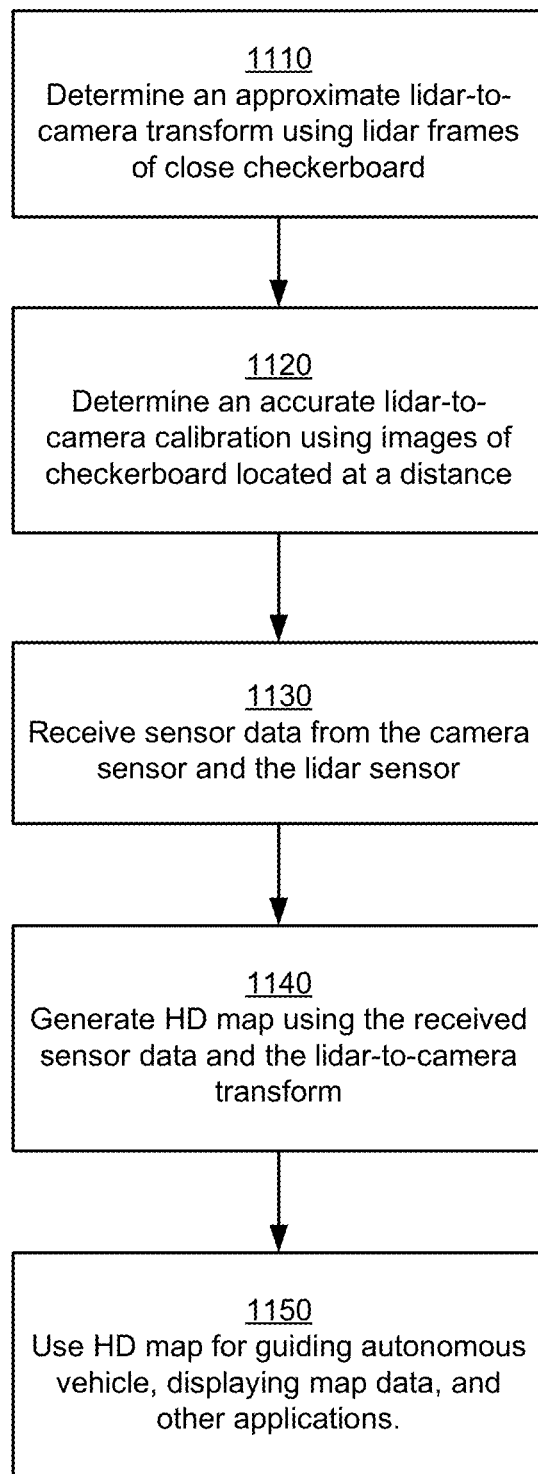 1110
Determine an approximate lidar-to-
camera transform using lidar frames
of close checkerboard
1120
Determine an accurate lidar-to-
camera calibration using images of
checkerboard located at a distance
1130
Receive sensor data from the camera
sensor and the lidar sensor
1140
Generate HD map using the received
sensor data and the lidar-to-camera
transform
1150
Use HD map for guiding autonomous
vehicle, displaying map data, and
other applications.